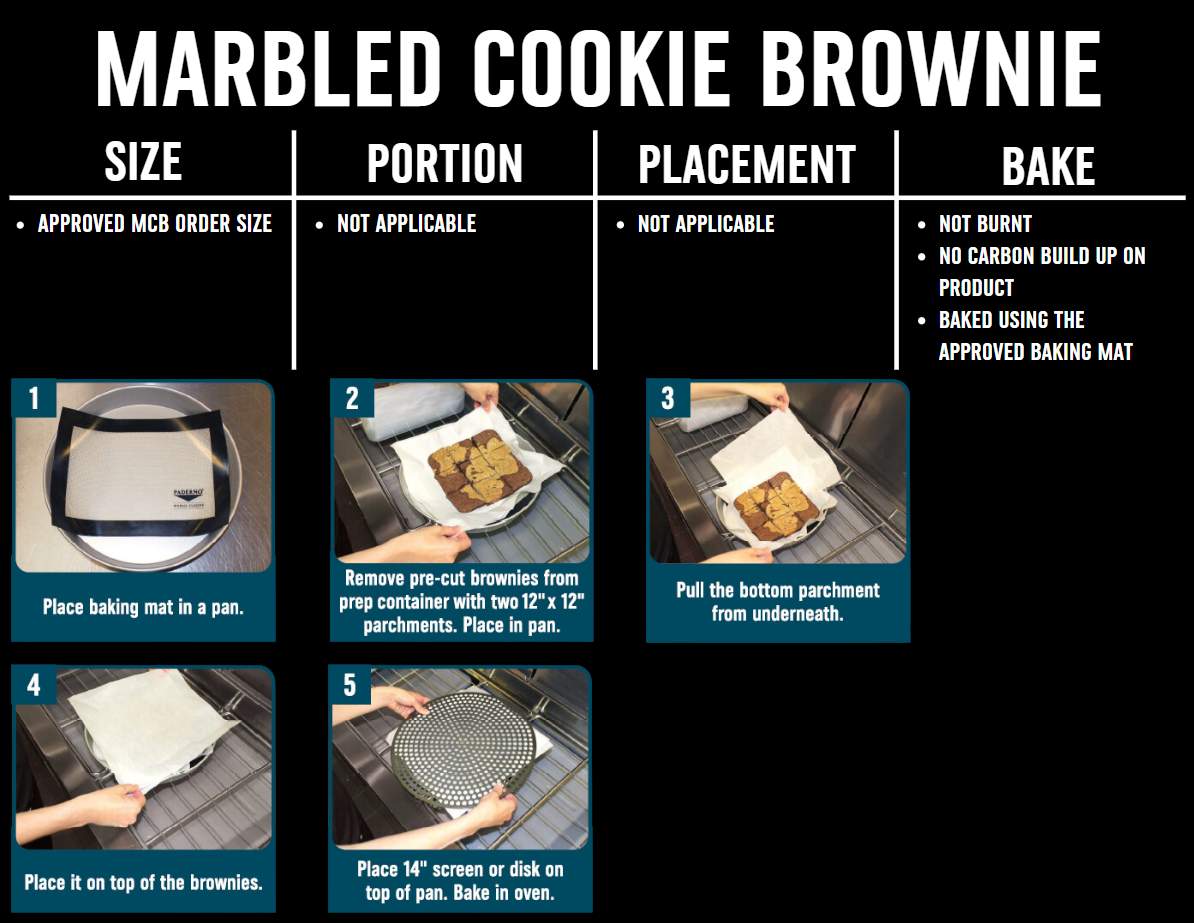 MARBLED COOKIE BROWNIE
SIZE
PORTION
PLACEMENT
BAKE
• APPROVED MCB ORDER SIZE
• NOT APPLICABLE
• NOT APPLICABLE
• NOT BURNT
• NO CARBON BUILD UP ON
PRODUCT
• BAKED USING THE
APPROVED BAKING MAT
1
PADERNO
WORLD CUISINE
Place baking mat in a pan.
2
Remove pre-cut brownies from
prep container with two 12" x 12"
parchments. Place in pan.
3
Pull the bottom parchment
from underneath.
4
Place it on top of the brownies.
5
Place 14" screen or disk on
top of pan. Bake in oven.